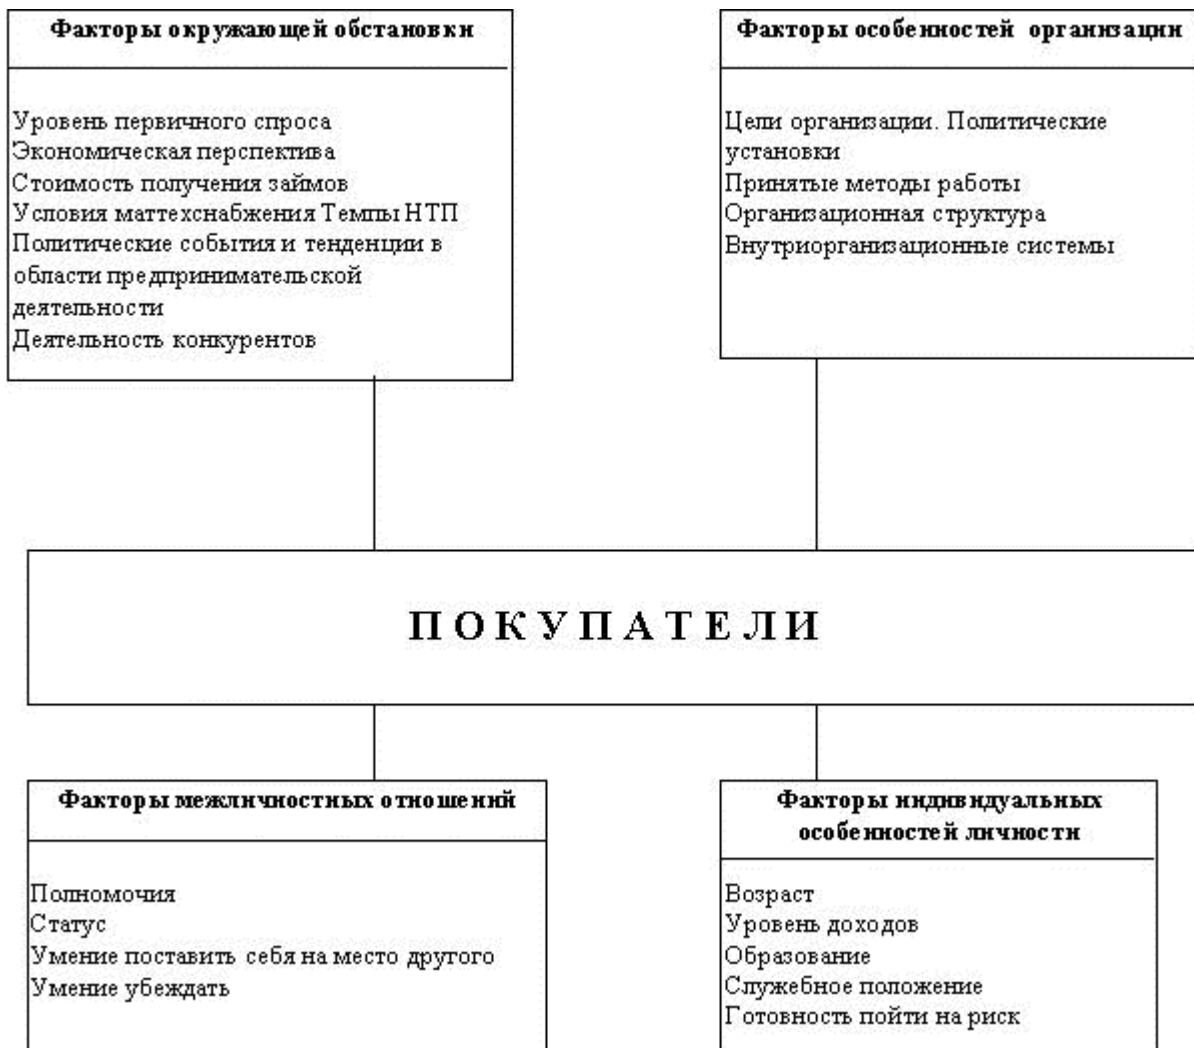 Факторы окружающей обстановки
Уровень первичного спроса
Экономическая перспектива
Стоимость получения займов
Условия маттехснабжения Темпы НТП
Политические события и тенденции в
области предпринимательской
деятельности
Деятельность конкурентов
Факторы особенностей организации
Цели организации. Политические
установки
Принятые методы работы
Организационная структура
Внутриорганизационные системы
ПОКУПАТЕЛИ
Факторы межличностных отношений
Полномочия
Статус
Умение поставить себя на место другого
Умение убеждать
Факторы индивидуальных
особенностей личности
Возраст
Уровень доходов
Образование
Служебное положение
Готовность пойти на риск